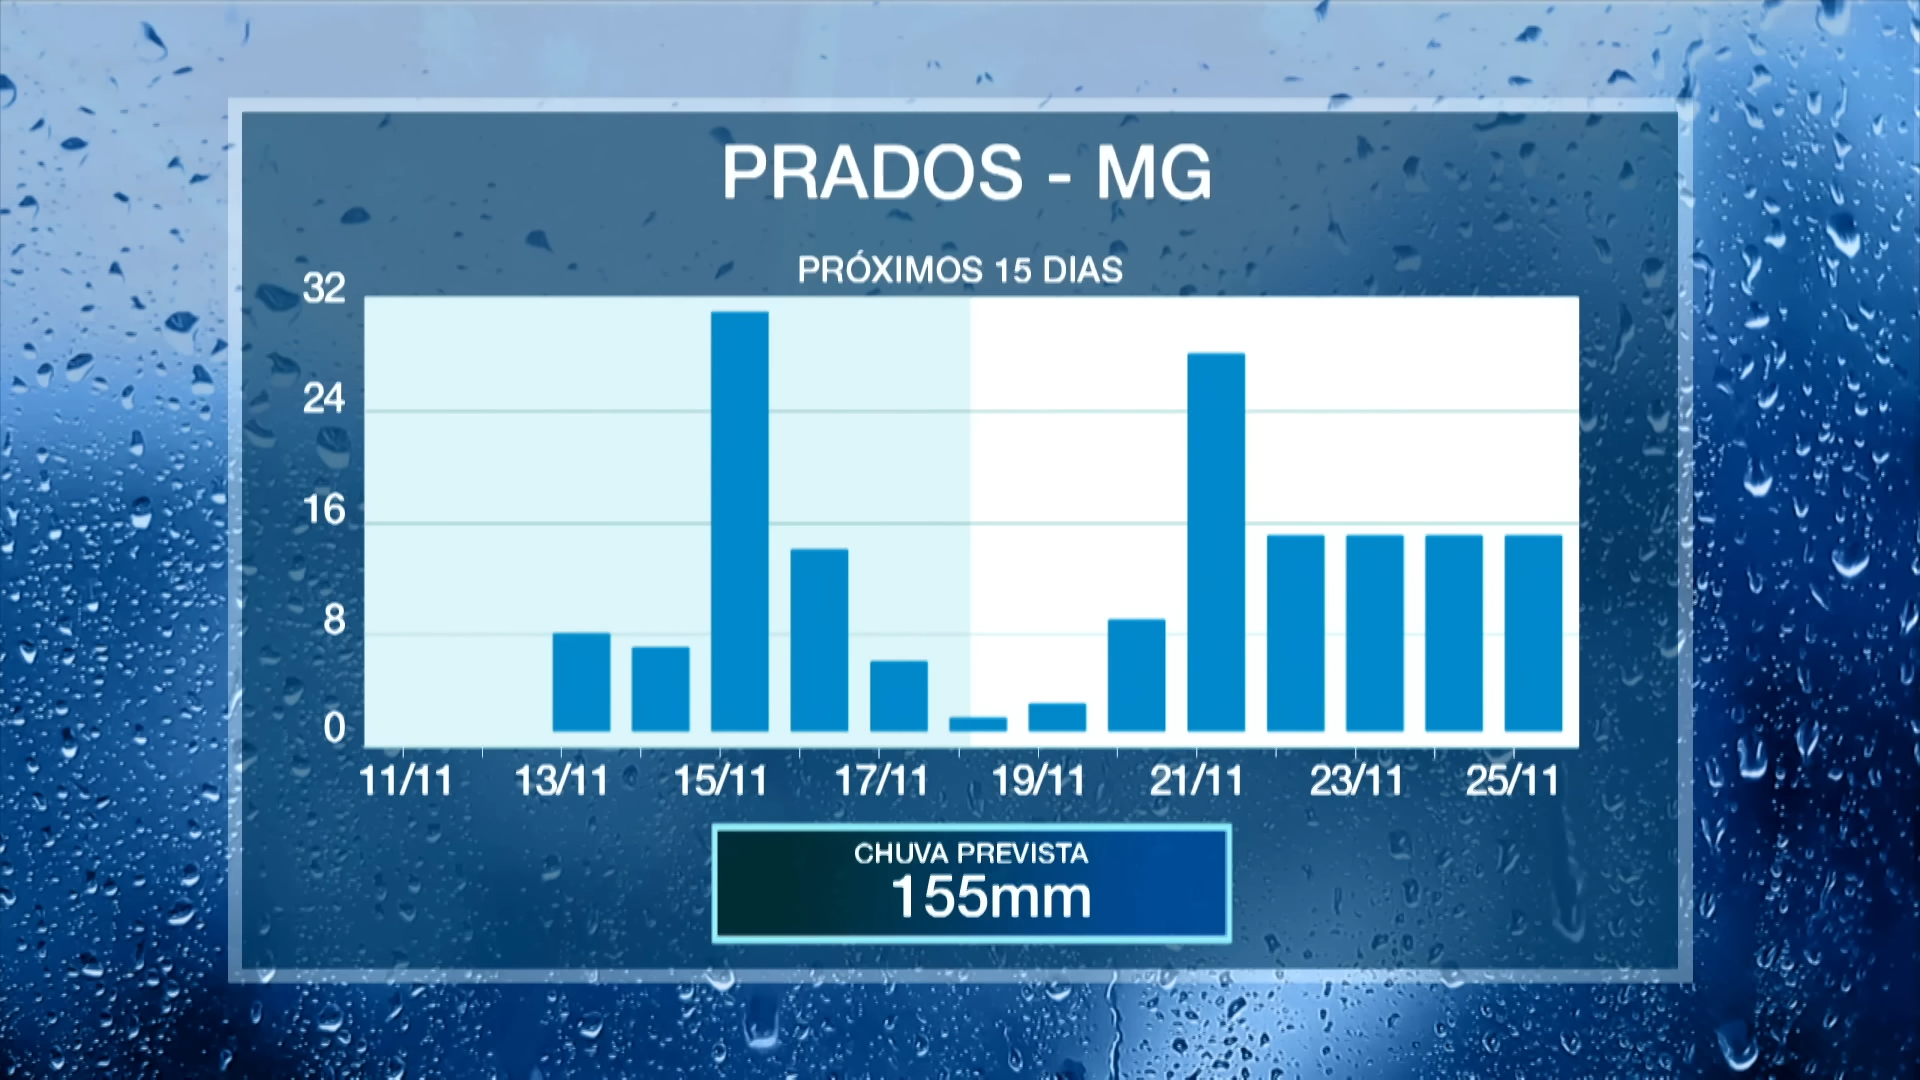 PRADOS - MG
PRÓXIMOS 15 DIAS
32
24
16
8
0
11/11 13/11 15/11 17/11 19/11 21/11 23/11 25/11
CHUVA PREVISTA
155mm